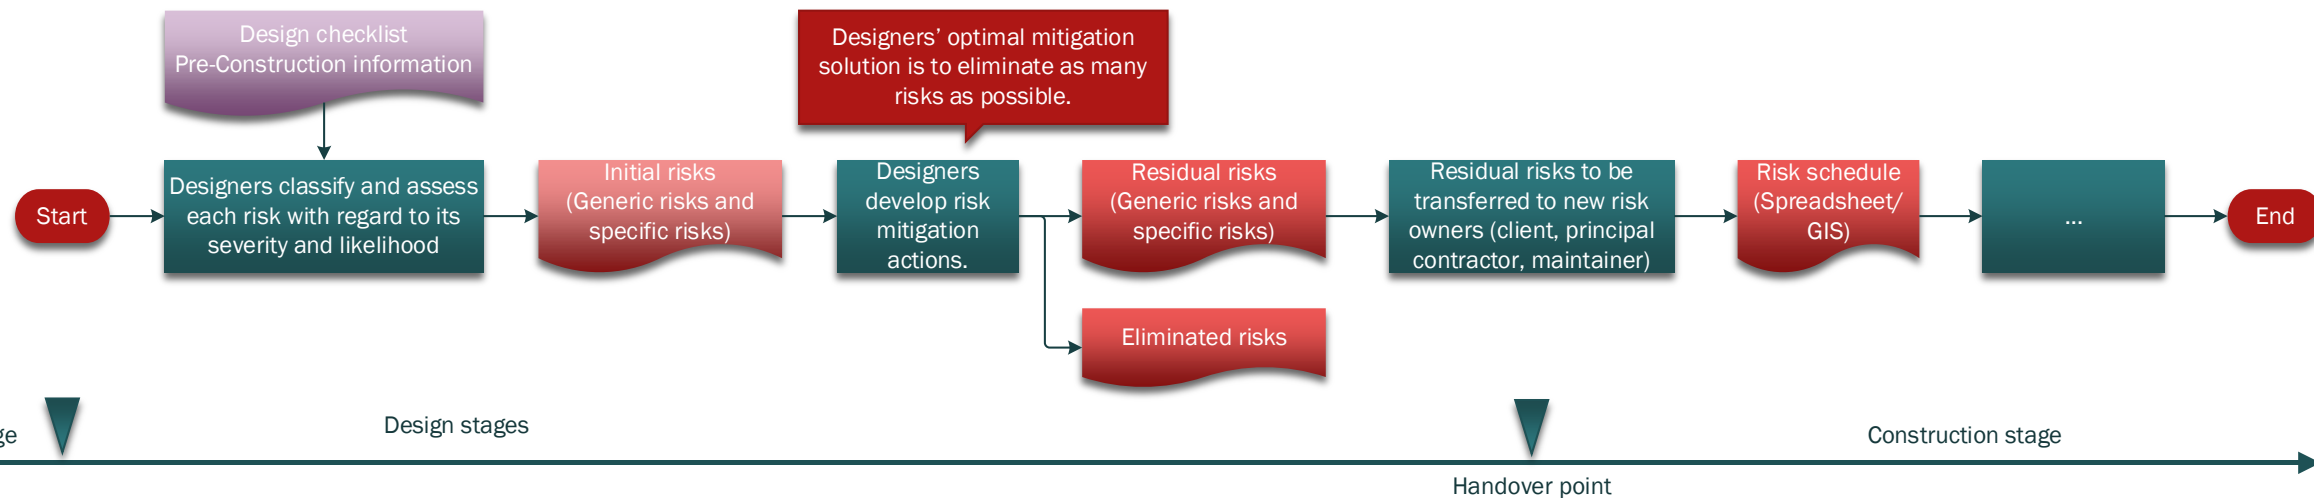 Design checklist
Pre-Construction information
Designers’ optimal mitigation
solution is to eliminate as many
risks as possible.
Start
Designers classify and assess
each risk with regard to its
severity and likelihood
Initial risks
(Generic risks and
specific risks)
Designers
develop risk
mitigation
actions.
Residual risks
(Generic risks and
specific risks)
Residual risks to be
transferred to new risk
owners (client, principal
contractor, maintainer)
Risk schedule
(Spreadsheet/
GIS)
...
End
Eliminated risks
Design stages
Construction stage
Handover point